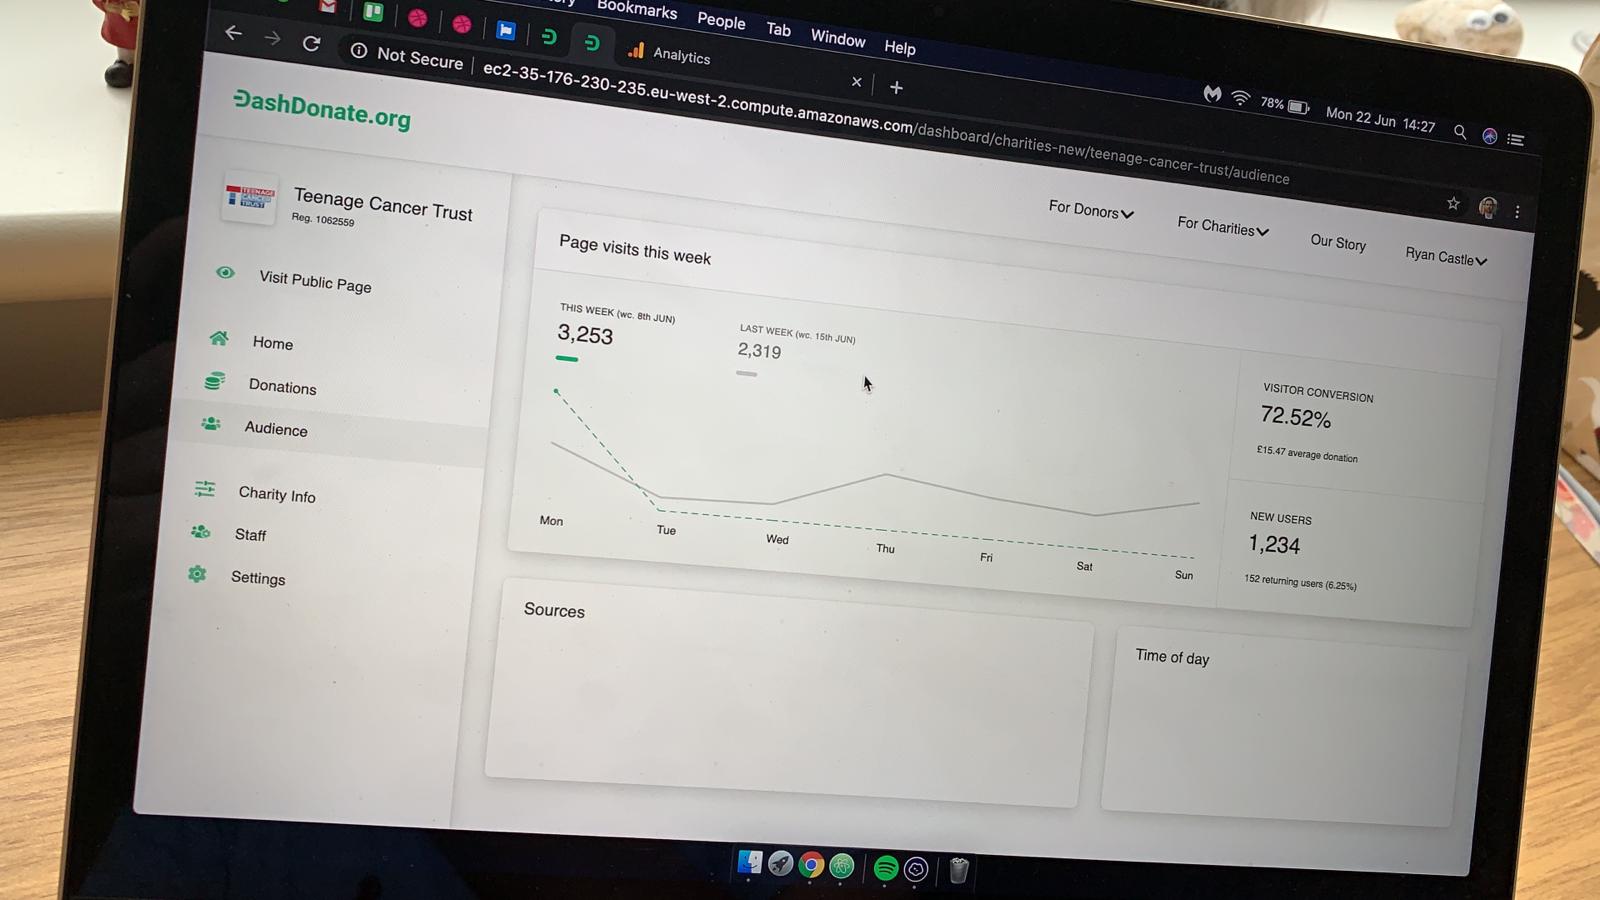 Bookmarks People Tab Window Help
78% Mon 22 Jun 14:27
Analytics
Not Secure ec2-35-176-230-235.eu-west-2.compute.amazonaws.com/dashboard/charities-new/teenage-cancer-trust/audience
DashDonate.org
For Donors
For Charities
Our Story
Ryan Castle
TEENAGE
CANCER
TRUST
Teenage Cancer Trust
Reg. 1062559
Visit Public Page
Home
Donations
Audience
Charity Info
Staff
Settings
Page visits this week
THIS WEEK (wc. 8th JUN)
3,253
LAST WEEK (wc. 15th JUN)
2,319
Mon
Tue
Wed
Thu
Fri
Sat
Sun
VISITOR CONVERSION
72.52%
£15.47 average donation
NEW USERS
1,234
152 returning users (6.25%)
Sources
Time of day